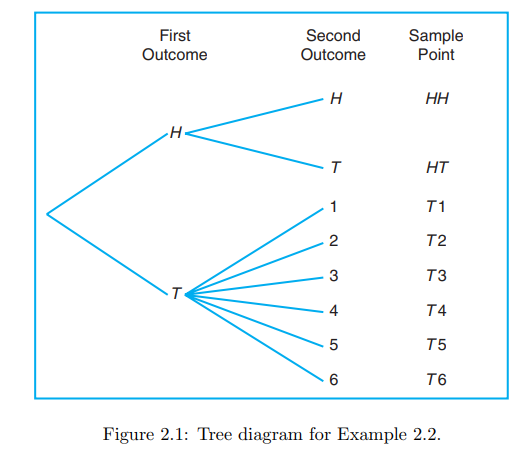 First Second Sample
Outcome Outcome Point
H HH
H
T HT
1 T1
2 T2
3 T3
T
4 T4
5 T5
6 T6
Figure 2.1: Tree diagram for Example 2.2.